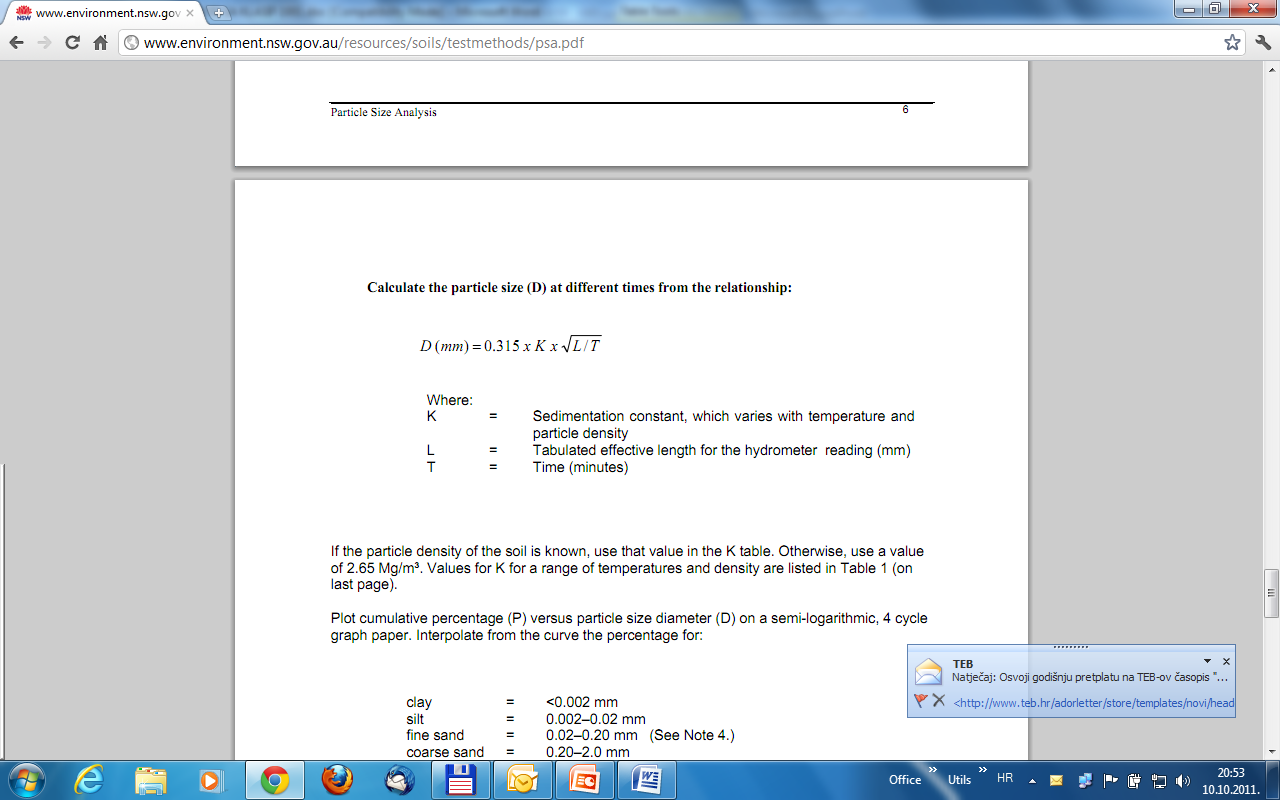 www.environment.nsw.gov
www.environment.nsw.gov.au/resources/soils/testmethods/psa.pdf
Particle Size Analysis 6
Calculate the particle size (D) at different times from the relationship:
D (mm) = 0.315 x K x √L/T
Where:
K = Sedimentation constant, which varies with temperature and
particle density
L = Tabulated effective length for the hydrometer reading (mm)
T = Time (minutes)
If the particle density of the soil is known, use that value in the K table. Otherwise, use a value
of 2.65 Mg/m³. Values for K for a range of temperatures and density are listed in Table 1 (on
last page).
Plot cumulative percentage (P) versus particle size diameter (D) on a semi-logarithmic, 4 cycle
graph paper. Interpolate from the curve the percentage for:
clay = <0.002 mm
silt = 0.002–0.02 mm
fine sand = 0.02–0.20 mm (See Note 4.)
coarse sand = 0.20–2.0 mm
TEB
Natječaj: Osvoji godišnju pretplatu na TEB-ov časopis "...
<http://www.teb.hr/adorletter/store/templates/novi/head
Office » Utils » HR
20:53
10.10.2011.